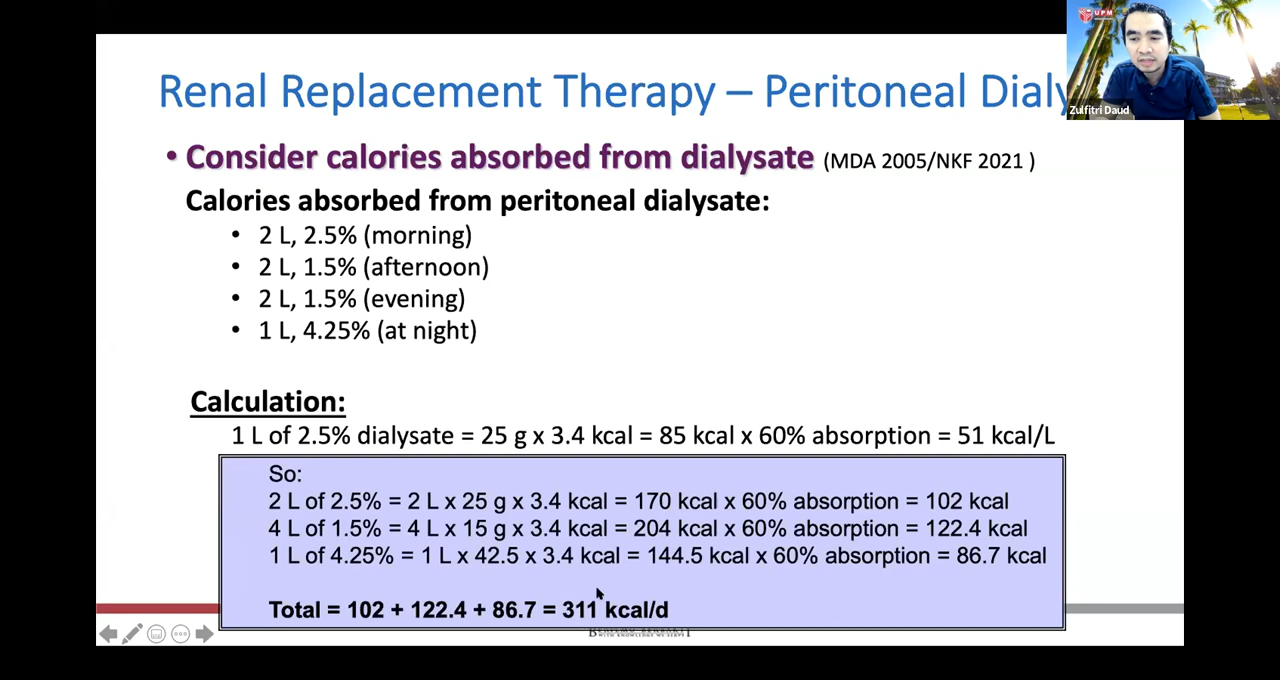 UPM
Zulfitri Daud
Renal Replacement Therapy – Peritoneal Dialy
• Consider calories absorbed from dialysate (MDA 2005/NKF 2021 )
Calories absorbed from peritoneal dialysate:
• 2 L, 2.5% (morning)
• 2 L, 1.5% (afternoon)
• 2 L, 1.5% (evening)
• 1 L, 4.25% (at night)
Calculation:
1 L of 2.5% dialysate = 25 g x 3.4 kcal = 85 kcal x 60% absorption = 51 kcal/L
So:
2 L of 2.5% = 2 L x 25 g x 3.4 kcal = 170 kcal x 60% absorption = 102 kcal
4 L of 1.5% = 4 L x 15 g x 3.4 kcal = 204 kcal x 60% absorption = 122.4 kcal
1 L of 4.25% = 1 L x 42.5 x 3.4 kcal = 144.5 kcal x 60% absorption = 86.7 kcal
Total = 102 + 122.4 + 86.7 = 311 kcal/d